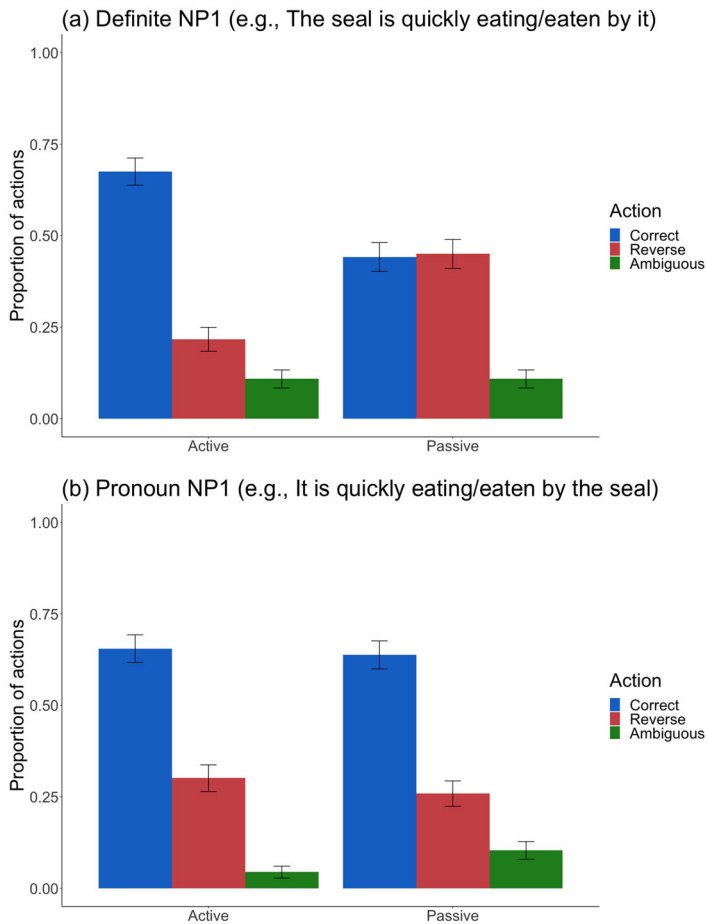 (a) Definite NP1 (e.g., The seal is quickly eating/eaten by it)
1.00
0.75
0.50
0.25
0.00
Proportion of actions
Active
Passive
Action
Correct
Reverse
Ambiguous
(b) Pronoun NP1 (e.g., It is quickly eating/eaten by the seal)
1.00
0.75
0.50
0.25
0.00
Proportion of actions
Active
Passive
Action
Correct
Reverse
Ambiguous